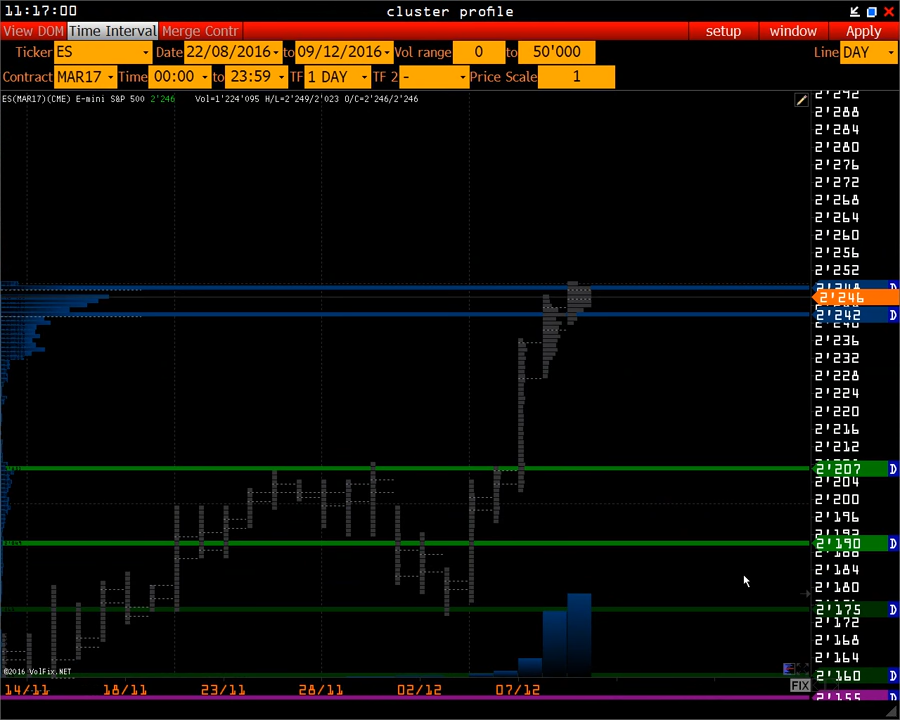 11:17:00 cluster profile
View DOM Time Interval Merge Contr setup window Apply
Ticker ES Date 22/08/2016 to 09/12/2016 Vol range 0 to 50'000 Line DAY
Contract MAR17 Time 00:00 to 23:59 TF 1 DAY TF 2 - Price Scale 1
ES(MAR17)(CME) E-mini S&P 500 2'246 Vol=1'224'095 H/L=2'249/2'023 O/C=2'246/2'246
2'292
2'288
2'284
2'280
2'276
2'272
2'268
2'264
2'260
2'256
2'252
2'248 D
2'246
2'242 D
2'240
2'236
2'232
2'228
2'224
2'220
2'216
2'212
2'207 D
2'204
2'200
2'196
2'192
2'190 D
2'188
2'184
2'180
2'175 D
2'172
2'168
2'164
©2016 VolFix.NET
2'160 D
14/11 18/11 23/11 28/11 02/12 07/12 FIX
2'155 D